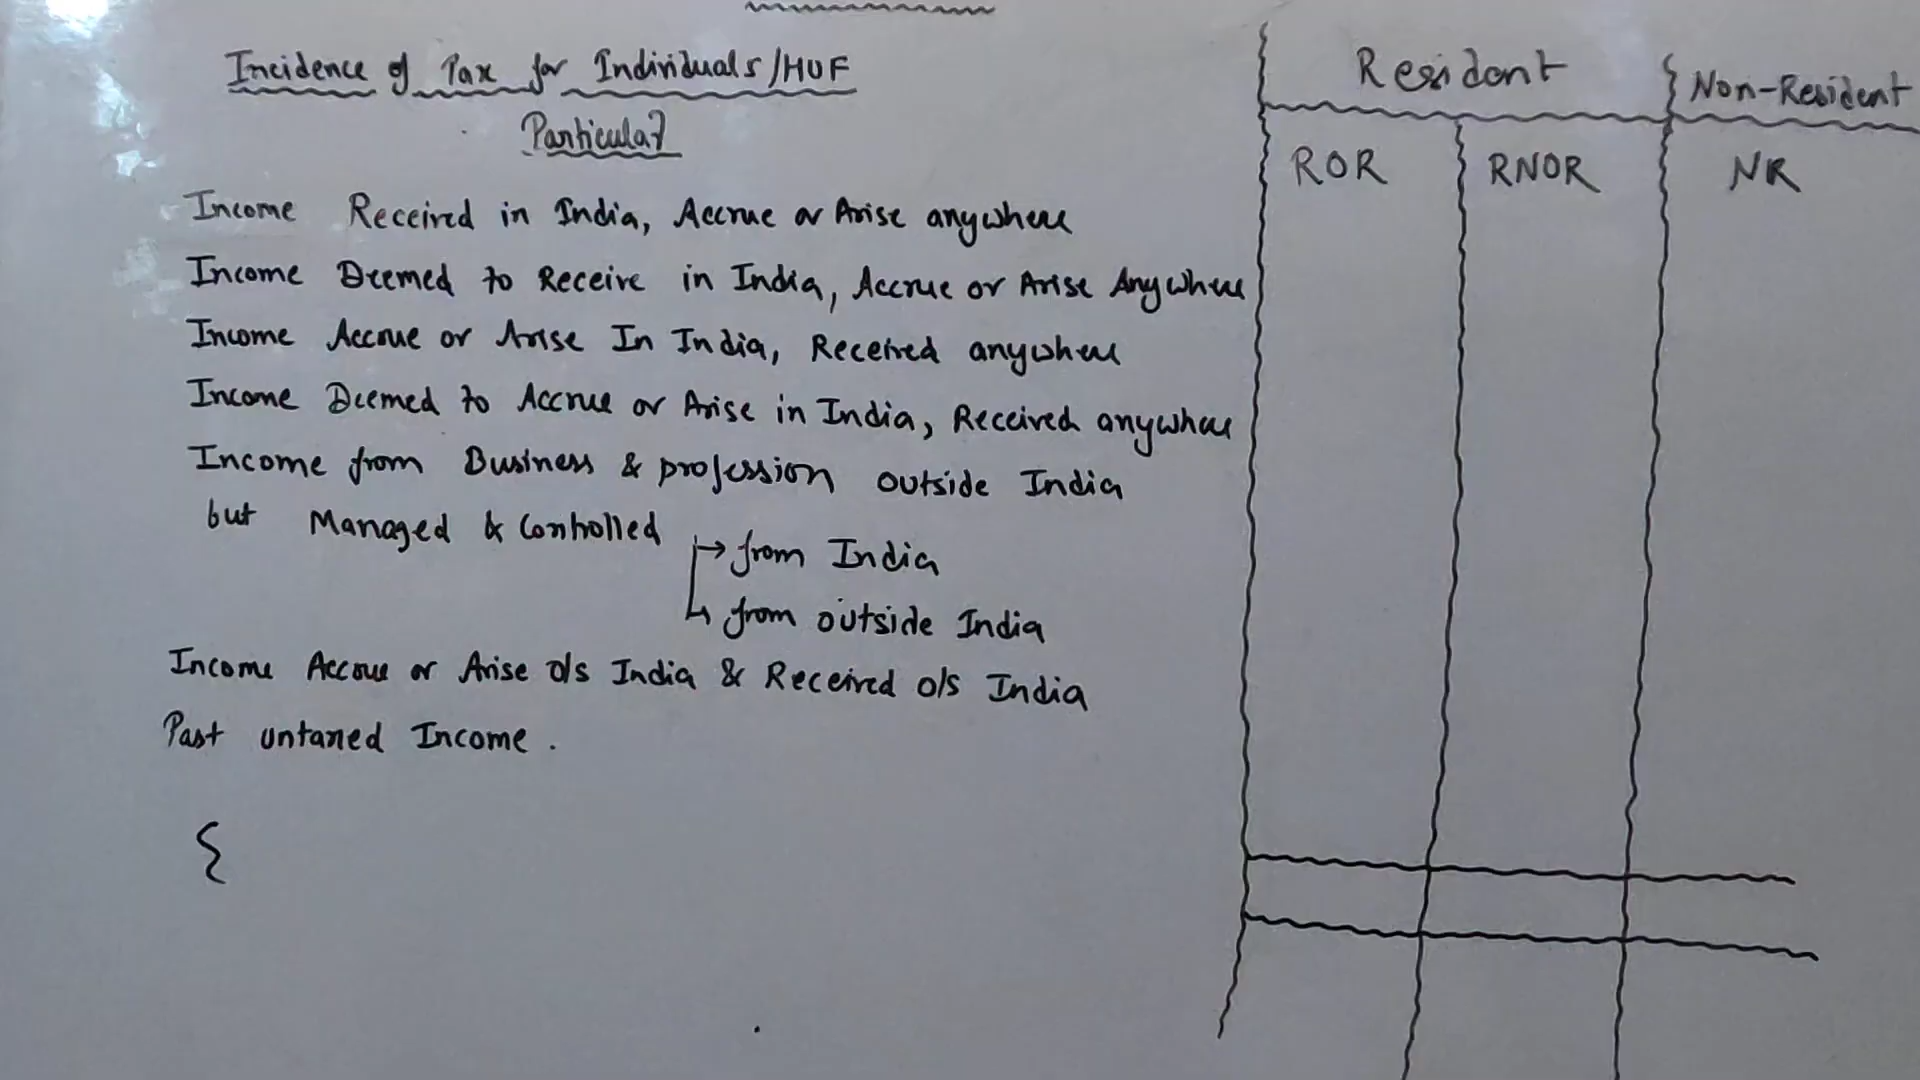 Incidence of Tax for Individuals/HUF
Particular
Resident
Non-Resident
ROR
RNOR
NR
Income Received in India, Accrue or Arise anywhere
Income Deemed to Receive in India, Accrue or Arise Anywhere
Income Accrue or Arise In India, Received anywhere
Income Deemed to Accrue or Arise in India, Received anywhere
Income from Business & profession outside India
but Managed & Controlled
→ from India
↳ from outside India
Income Accrue or Arise o/s India & Received o/s India
Past untaxed Income.